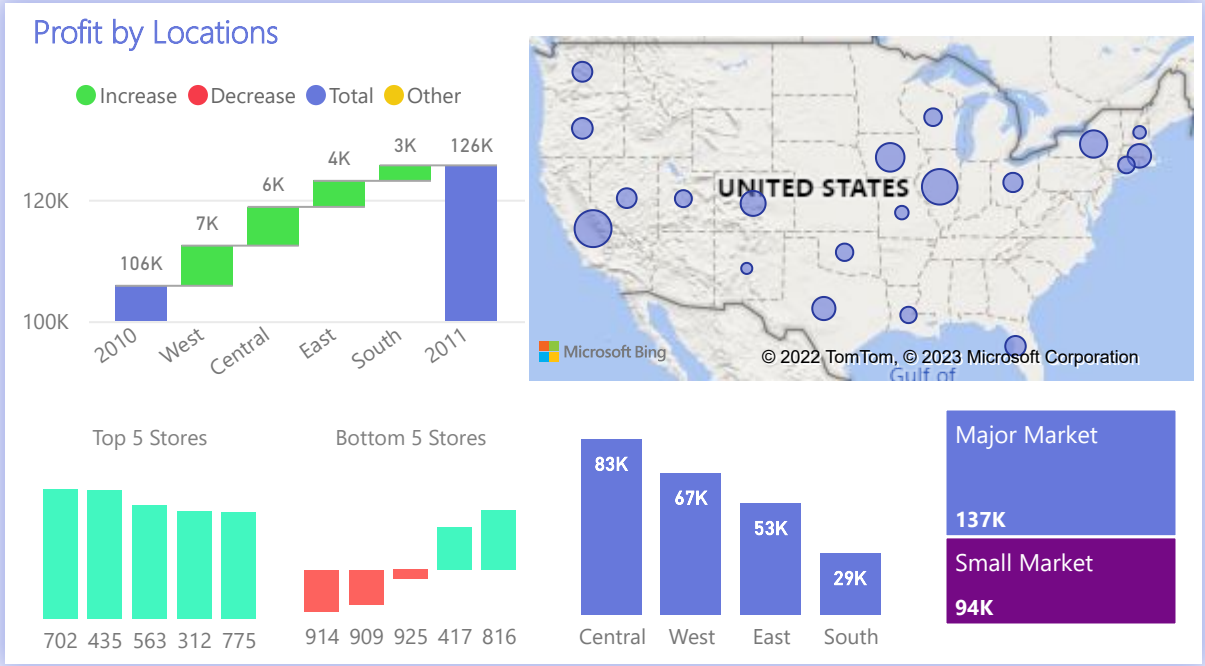 Profit by Locations
Increase Decrease Total Other
120K
100K
106K
7K
6K
4K
3K
126K
2010 West Central East South 2011
UNITED STATES
Microsoft Bing
© 2022 TomTom, © 2023 Microsoft Corporation
Gulf of
Top 5 Stores
702 435 563 312 775
Bottom 5 Stores
914 909 925 417 816
83K
67K
53K
29K
Central West East South
Major Market
137K
Small Market
94K